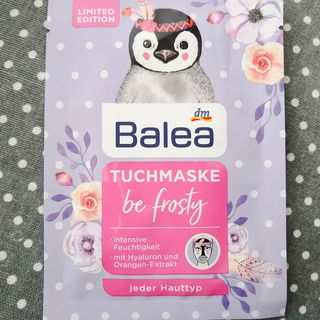 LIMITED
EDITION
dm
Balea
TUCHMASKE
be frosty
· intensive
Feuchtigkeit
· mit Hyaluron und
Orangen-Extrakt
jeder Hauttyp